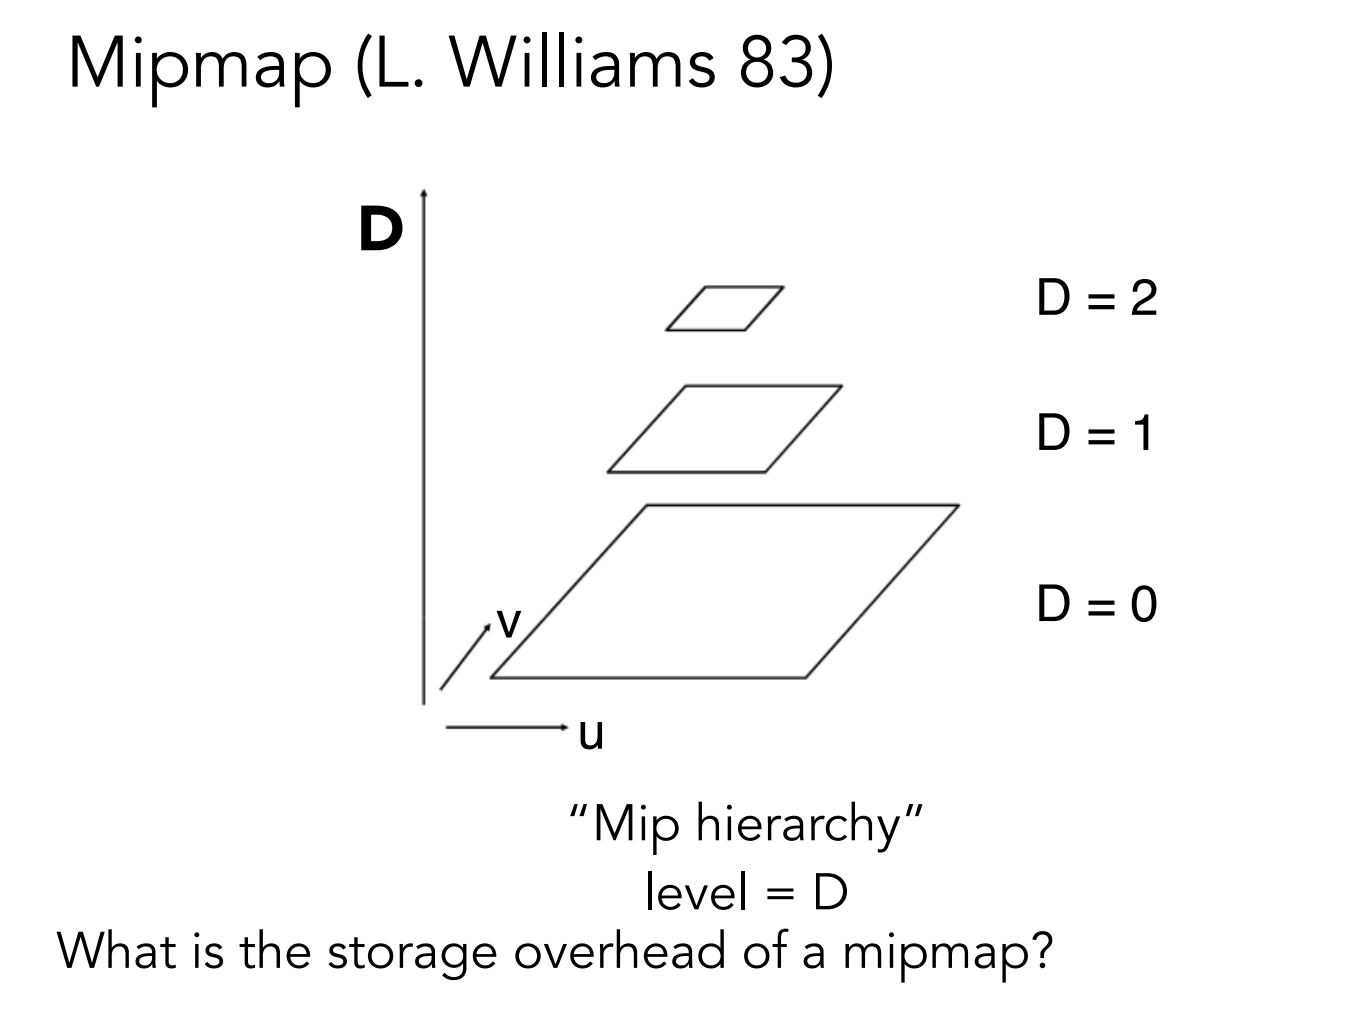 Mipmap (L. Williams 83)
D
D = 2
D = 1
D = 0
v
u
“Mip hierarchy”
level = D
What is the storage overhead of a mipmap?